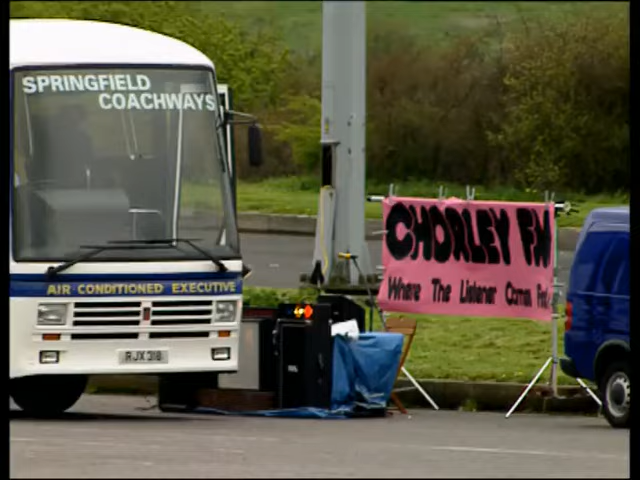 SPRINGFIELD
COACHWAYS
AIR CONDITIONED EXECUTIVE
RJX 318
CHORLEY FM
Where The Listener Comes First